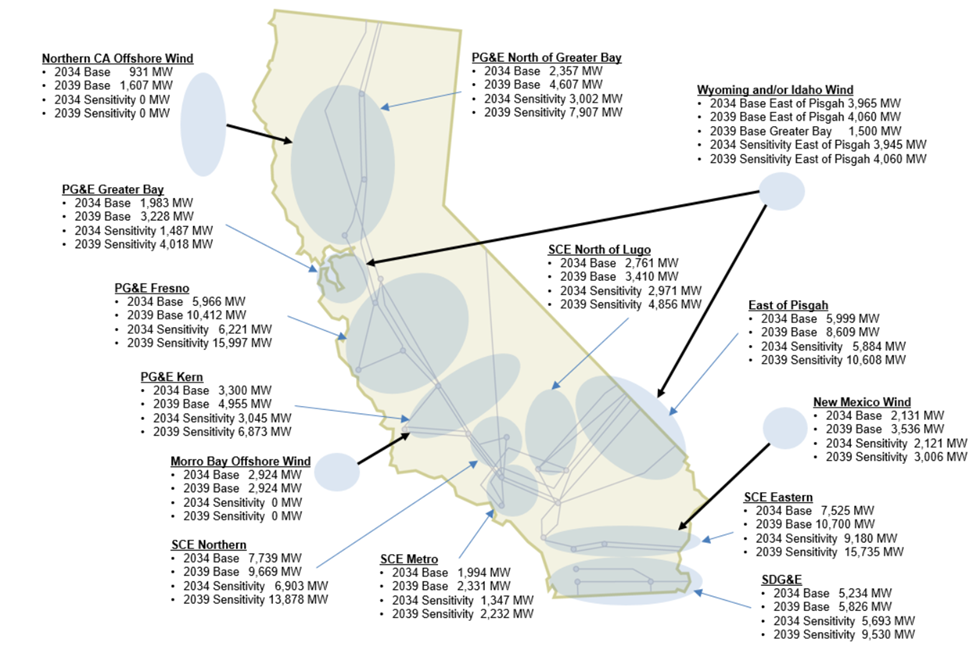 Northern CA Offshore Wind
• 2034 Base 931 MW
• 2039 Base 1,607 MW
• 2034 Sensitivity 0 MW
• 2039 Sensitivity 0 MW
PG&E North of Greater Bay
• 2034 Base 2,357 MW
• 2039 Base 4,607 MW
• 2034 Sensitivity 3,002 MW
• 2039 Sensitivity 7,907 MW
Wyoming and/or Idaho Wind
• 2034 Base East of Pisgah 3,965 MW
• 2039 Base East of Pisgah 4,060 MW
• 2039 Base Greater Bay 1,500 MW
• 2034 Sensitivity East of Pisgah 3,945 MW
• 2039 Sensitivity East of Pisgah 4,060 MW
PG&E Greater Bay
• 2034 Base 1,983 MW
• 2039 Base 3,228 MW
• 2034 Sensitivity 1,487 MW
• 2039 Sensitivity 4,018 MW
SCE North of Lugo
• 2034 Base 2,761 MW
• 2039 Base 3,410 MW
• 2034 Sensitivity 2,971 MW
• 2039 Sensitivity 4,856 MW
PG&E Fresno
• 2034 Base 5,966 MW
• 2039 Base 10,412 MW
• 2034 Sensitivity 6,221 MW
• 2039 Sensitivity 15,997 MW
East of Pisgah
• 2034 Base 5,999 MW
• 2039 Base 8,609 MW
• 2034 Sensitivity 5,884 MW
• 2039 Sensitivity 10,608 MW
PG&E Kern
• 2034 Base 3,300 MW
• 2039 Base 4,955 MW
• 2034 Sensitivity 3,045 MW
• 2039 Sensitivity 6,873 MW
New Mexico Wind
• 2034 Base 2,131 MW
• 2039 Base 3,536 MW
• 2034 Sensitivity 2,121 MW
• 2039 Sensitivity 3,006 MW
Morro Bay Offshore Wind
• 2034 Base 2,924 MW
• 2039 Base 2,924 MW
• 2034 Sensitivity 0 MW
• 2039 Sensitivity 0 MW
SCE Eastern
• 2034 Base 7,525 MW
• 2039 Base 10,700 MW
• 2034 Sensitivity 9,180 MW
• 2039 Sensitivity 15,735 MW
SCE Northern
• 2034 Base 7,739 MW
• 2039 Base 9,669 MW
• 2034 Sensitivity 6,903 MW
• 2039 Sensitivity 13,878 MW
SCE Metro
• 2034 Base 1,994 MW
• 2039 Base 2,331 MW
• 2034 Sensitivity 1,347 MW
• 2039 Sensitivity 2,232 MW
SDG&E
• 2034 Base 5,234 MW
• 2039 Base 5,826 MW
• 2034 Sensitivity 5,693 MW
• 2039 Sensitivity 9,530 MW